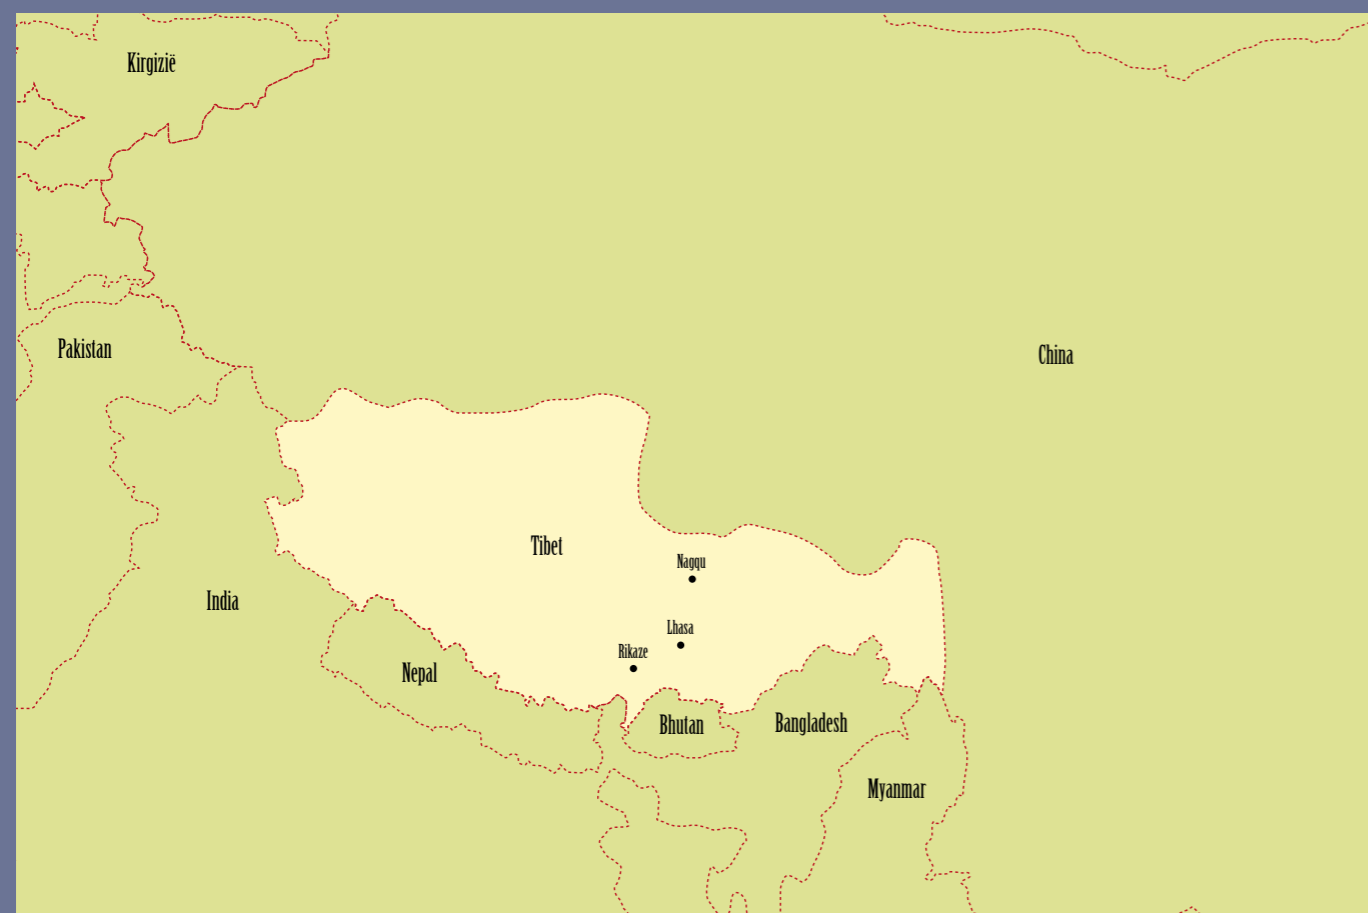 Kirgizië
Pakistan
China
Tibet
Nagqu
India
Lhasa
Rikaze
Nepal
Bhutan
Bangladesh
Myanmar